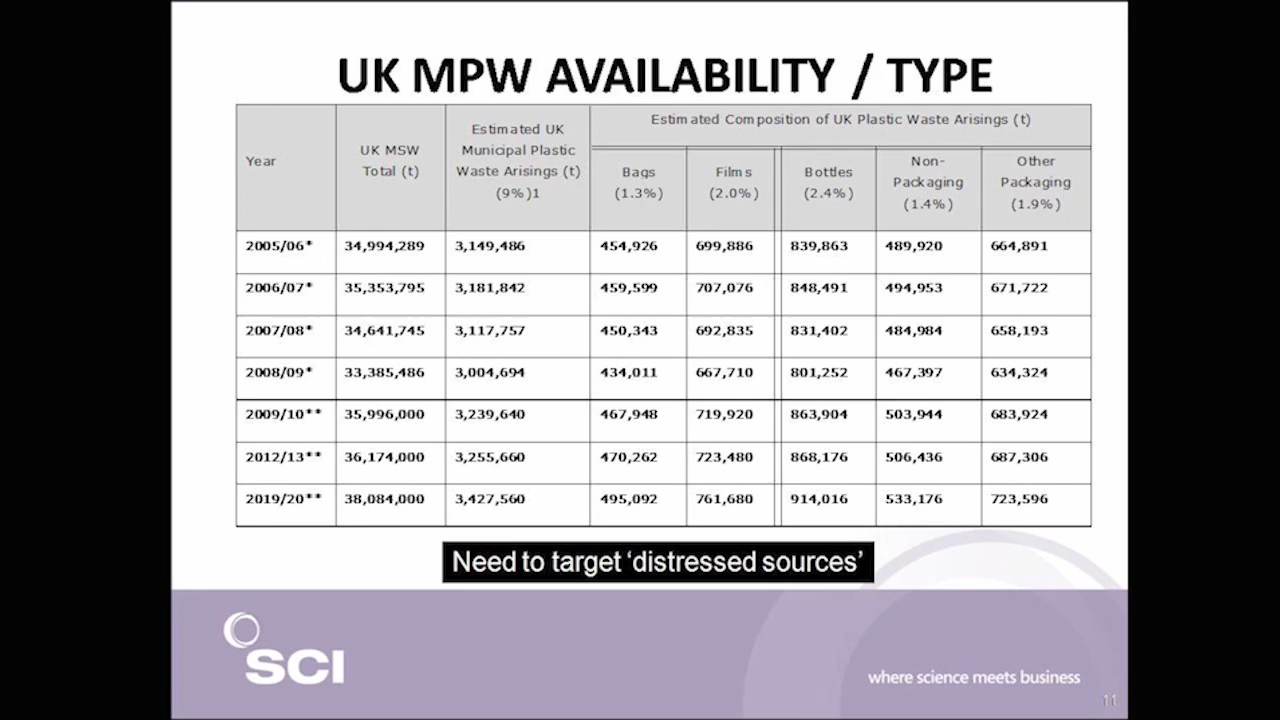 UK MPW AVAILABILITY / TYPE
Year
UK MSW
Total (t)
Estimated UK
Municipal Plastic
Waste Arisings (t)
(9%)1
Estimated Composition of UK Plastic Waste Arisings (t)
Bags
(1.3%)
Films
(2.0%)
Bottles
(2.4%)
Non-
Packaging
(1.4%)
Other
Packaging
(1.9%)
2005/06* 34,994,289 3,149,486 454,926 699,886 839,863 489,920 664,891
2006/07* 35,353,795 3,181,842 459,599 707,076 848,491 494,953 671,722
2007/08* 34,641,745 3,117,757 450,343 692,835 831,402 484,984 658,193
2008/09* 33,385,486 3,004,694 434,011 667,710 801,252 467,397 634,324
2009/10** 35,996,000 3,239,640 467,948 719,920 863,904 503,944 683,924
2012/13** 36,174,000 3,255,660 470,262 723,480 868,176 506,436 687,306
2019/20** 38,084,000 3,427,560 495,092 761,680 914,016 533,176 723,596
Need to target ‘distressed sources’
SCI
where science meets business
11